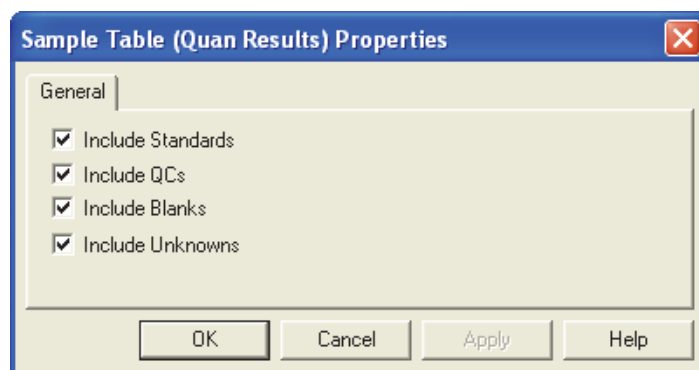 Sample Table (Quan Results) Properties
General
Include Standards
Include QCs
Include Blanks
Include Unknowns
OK Cancel Apply Help